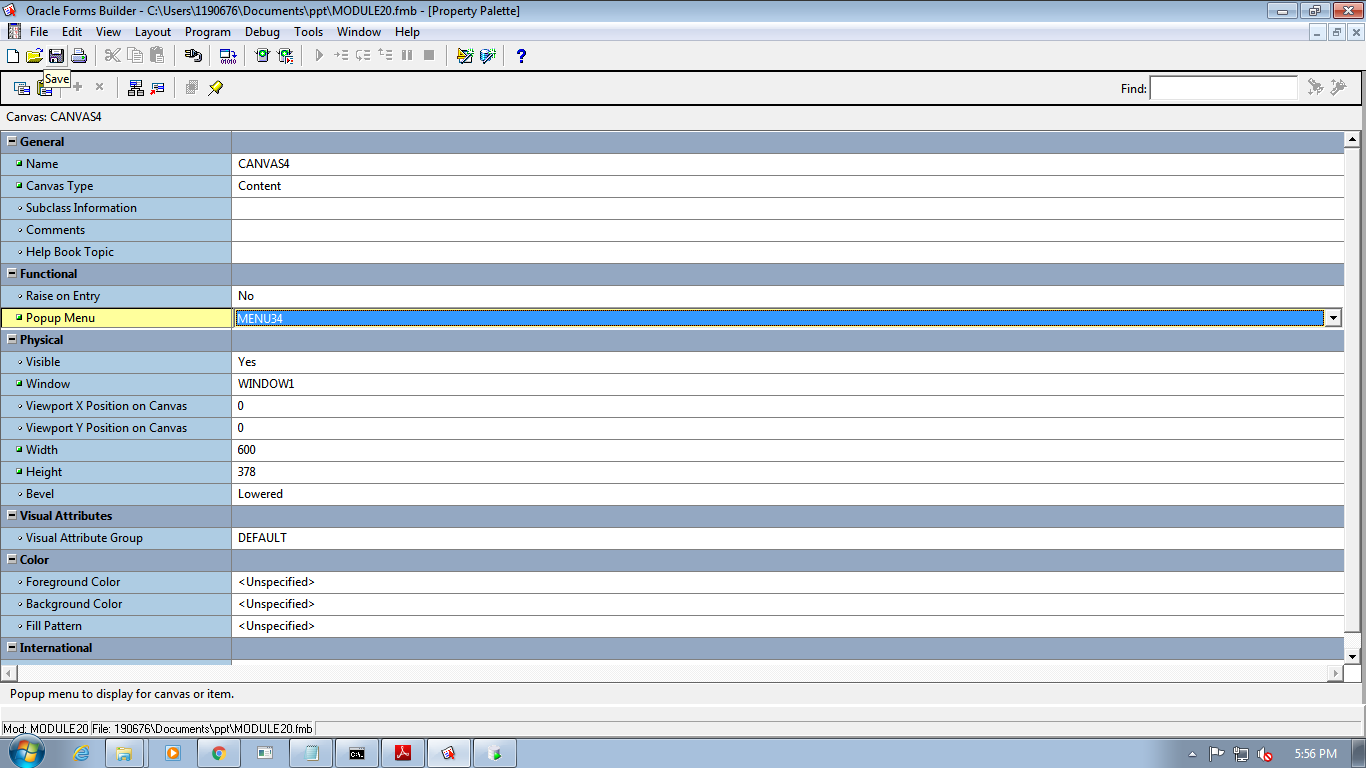 Oracle Forms Builder - C:\Users\1190676\Documents\ppt\MODULE20.fmb - [Property Palette]
File Edit View Layout Program Debug Tools Window Help
Save
Find:
Canvas: CANVAS4
General
Name CANVAS4
Canvas Type Content
Subclass Information
Comments
Help Book Topic
Functional
Raise on Entry No
Popup Menu MENU34
Physical
Visible Yes
Window WINDOW1
Viewport X Position on Canvas 0
Viewport Y Position on Canvas 0
Width 600
Height 378
Bevel Lowered
Visual Attributes
Visual Attribute Group DEFAULT
Color
Foreground Color <Unspecified>
Background Color <Unspecified>
Fill Pattern <Unspecified>
International
Popup menu to display for canvas or item.
Mod: MODULE20 File: 190676\Documents\ppt\MODULE20.fmb
5:56 PM